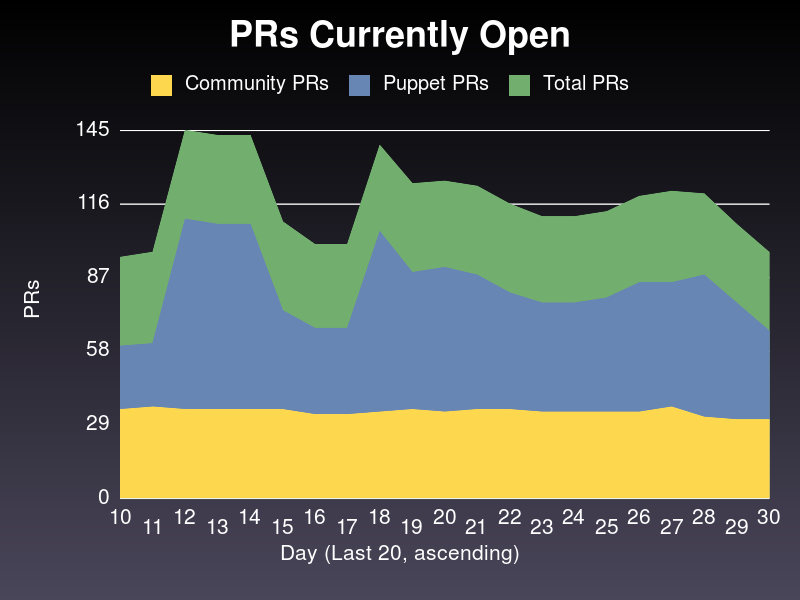 PRs Currently Open
Community PRs Puppet PRs Total PRs
145
116
87
58
29
0
PRs
10 11 12 13 14 15 16 17 18 19 20 21 22 23 24 25 26 27 28 29 30
Day (Last 20, ascending)